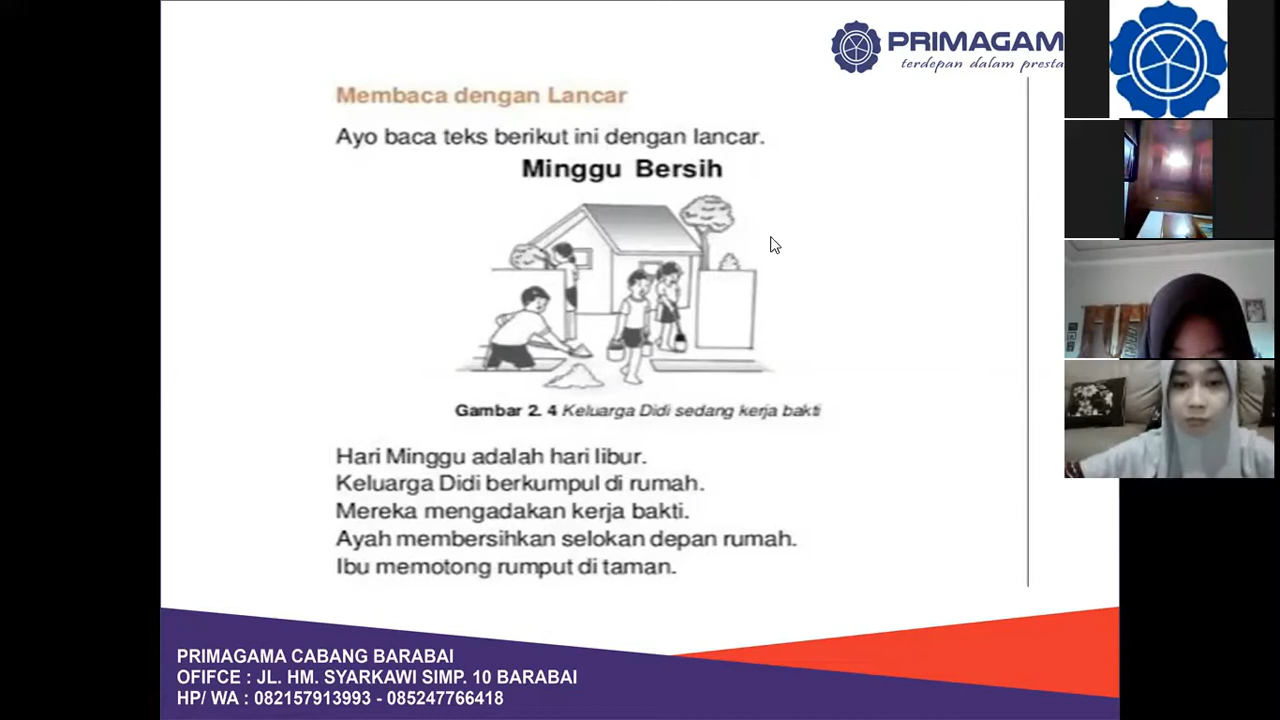 PRIMAGAM
terdepan dalam presta
Membaca dengan Lancar
Ayo baca teks berikut ini dengan lancar.
Minggu Bersih
Gambar 2. 4 Keluarga Didi sedang kerja bakti
Hari Minggu adalah hari libur.
Keluarga Didi berkumpul di rumah.
Mereka mengadakan kerja bakti.
Ayah membersihkan selokan depan rumah.
Ibu memotong rumput di taman.
PRIMAGAMA CABANG BARABAI
OFIFCE : JL. HM. SYARKAWI SIMP. 10 BARABAI
HP/ WA : 082157913993 - 085247766418